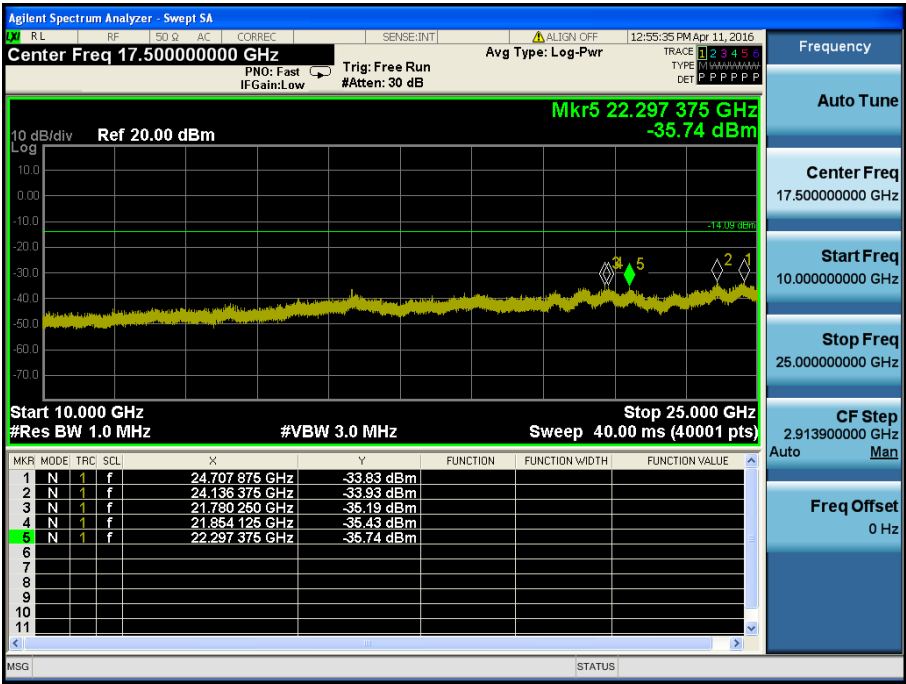 Agilent Spectrum Analyzer - Swept SA
LXI RL RF 50 Ω AC CORREC SENSE:INT ALIGN OFF 12:55:35 PM Apr 11, 2016
Center Freq 17.500000000 GHz
PNO: Fast
IFGain:Low
Trig: Free Run
#Atten: 30 dB
Avg Type: Log-Pwr
TRACE 1 2 3 4 5 6
TYPE M WWWWW
DET P P P P P P
Mkr5 22.297 375 GHz
-35.74 dBm
10 dB/div Ref 20.00 dBm
Log
10.0
0.00
-10.0
-14.09 dBm
-20.0
-30.0
-40.0
-50.0
-60.0
-70.0
3 4 5 2 1
Start 10.000 GHz Stop 25.000 GHz
#Res BW 1.0 MHz #VBW 3.0 MHz Sweep 40.00 ms (40001 pts)
MKR MODE TRC SCL X Y FUNCTION FUNCTION WIDTH FUNCTION VALUE
1 N 1 f 24.707 875 GHz -33.83 dBm
2 N 1 f 24.136 375 GHz -33.93 dBm
3 N 1 f 21.780 250 GHz -35.19 dBm
4 N 1 f 21.854 125 GHz -35.43 dBm
5 N 1 f 22.297 375 GHz -35.74 dBm
6
7
8
9
10
11
MSG STATUS
Frequency
Auto Tune
Center Freq
17.500000000 GHz
Start Freq
10.000000000 GHz
Stop Freq
25.000000000 GHz
CF Step
2.913900000 GHz
Auto Man
Freq Offset
0 Hz